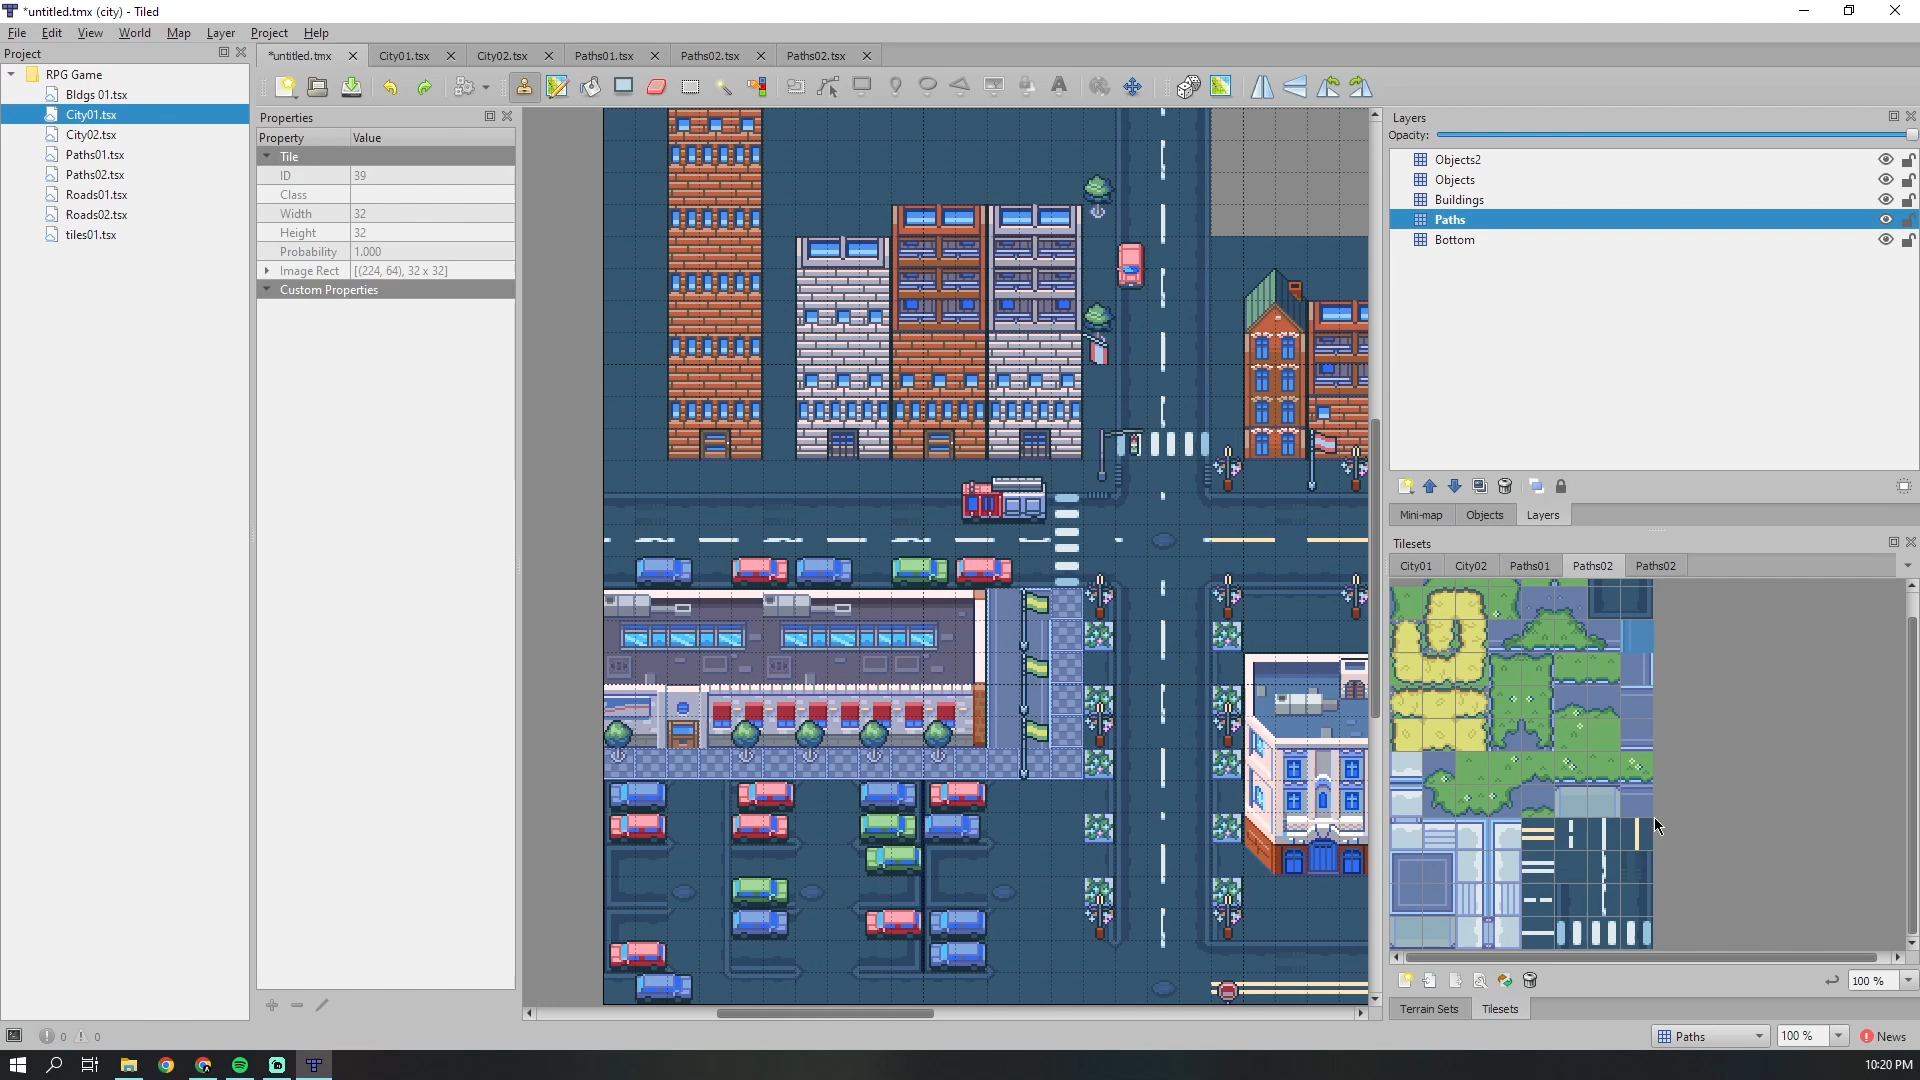 *untitled.tmx (city) - Tiled
File Edit View World Map Layer Project Help
Project
RPG Game
Bldgs 01.tsx
City01.tsx
City02.tsx
Paths01.tsx
Paths02.tsx
Roads01.tsx
Roads02.tsx
tiles01.tsx
*untitled.tmx City01.tsx City02.tsx Paths01.tsx Paths02.tsx Paths02.tsx
Properties
Property Value
Tile
ID 39
Class
Width 32
Height 32
Probability 1.000
Image Rect [(224, 64), 32 x 32]
Custom Properties
Layers
Opacity:
Objects2
Objects
Buildings
Paths
Bottom
Mini-map Objects Layers
Tilesets
City01 City02 Paths01 Paths02 Paths02
100 %
Terrain Sets Tilesets
0 0
Paths 100 % News
10:20 PM